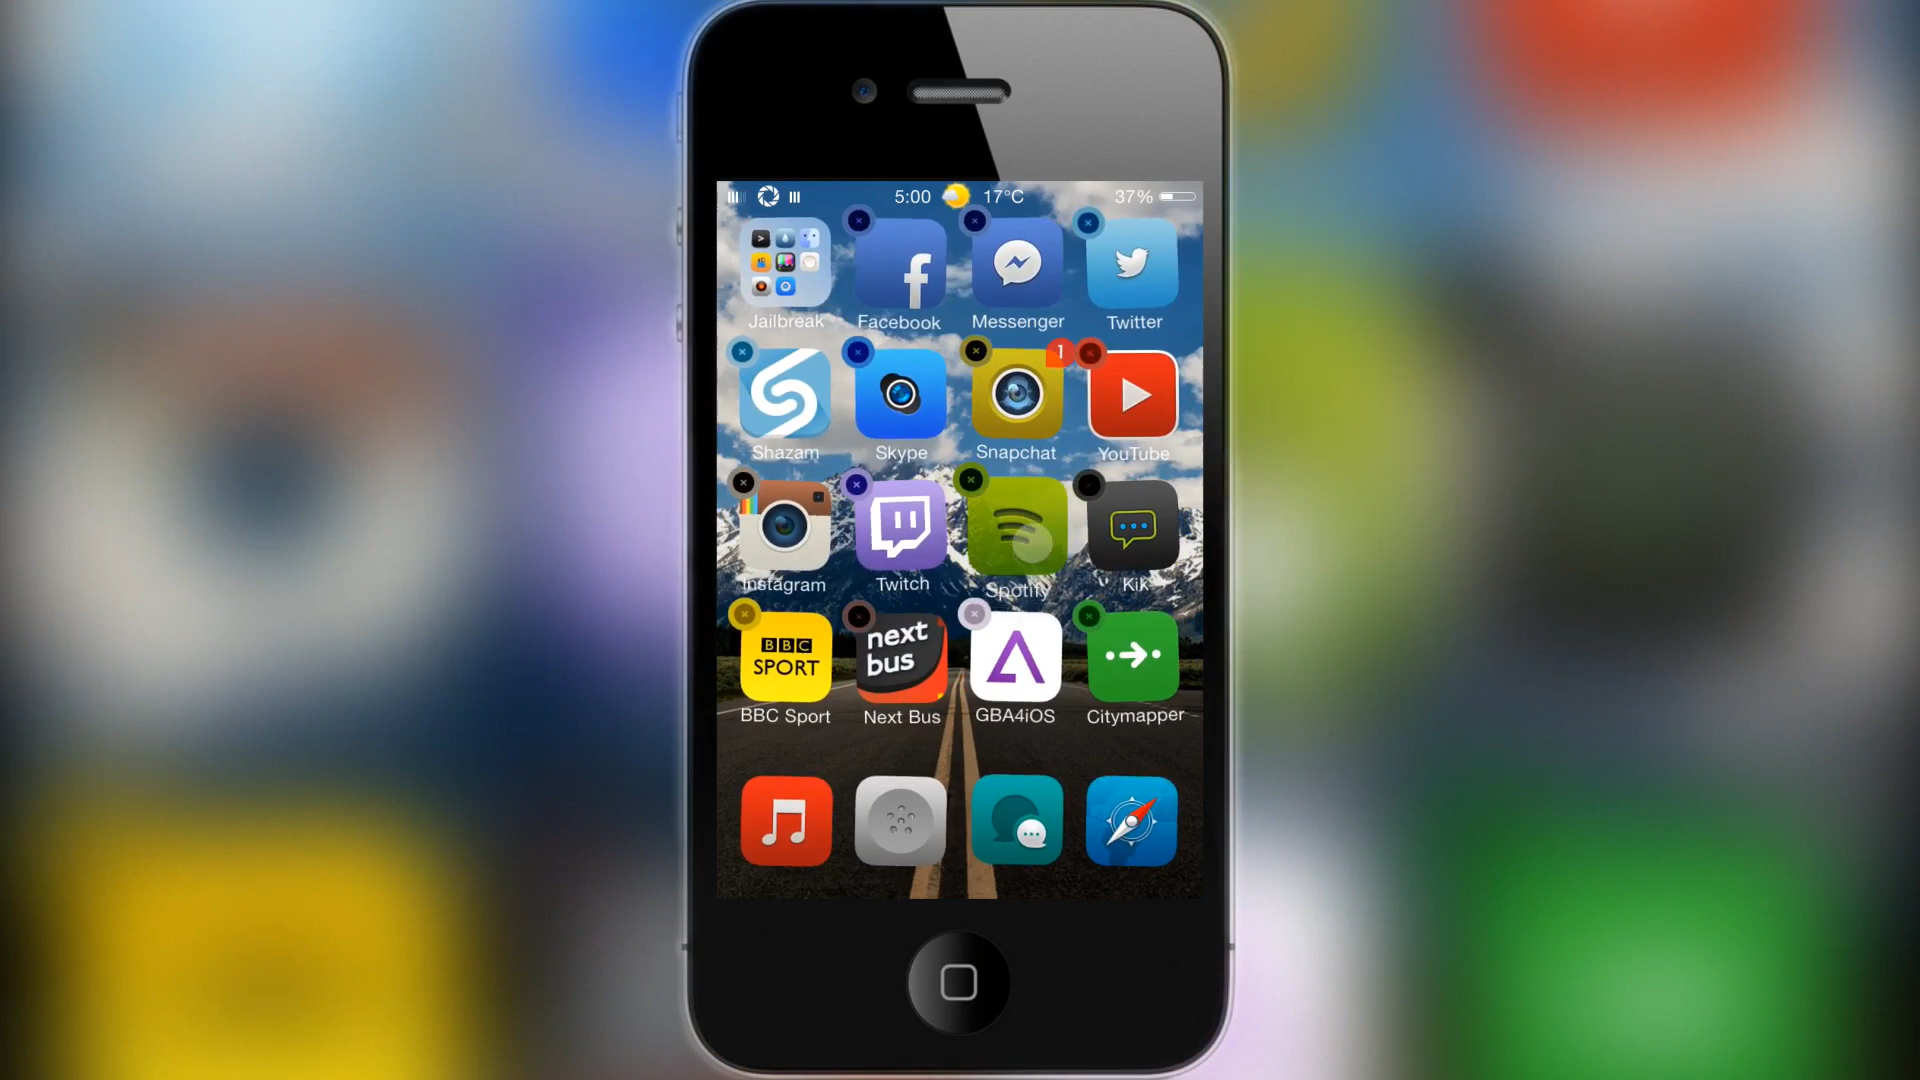 5:00 17°C 37%
Jailbreak Facebook Messenger Twitter
1
Shazam Skype Snapchat YouTube
Instagram Twitch Spotify Kik
BBC
SPORT
next
bus
BBC Sport Next Bus GBA4iOS Citymapper